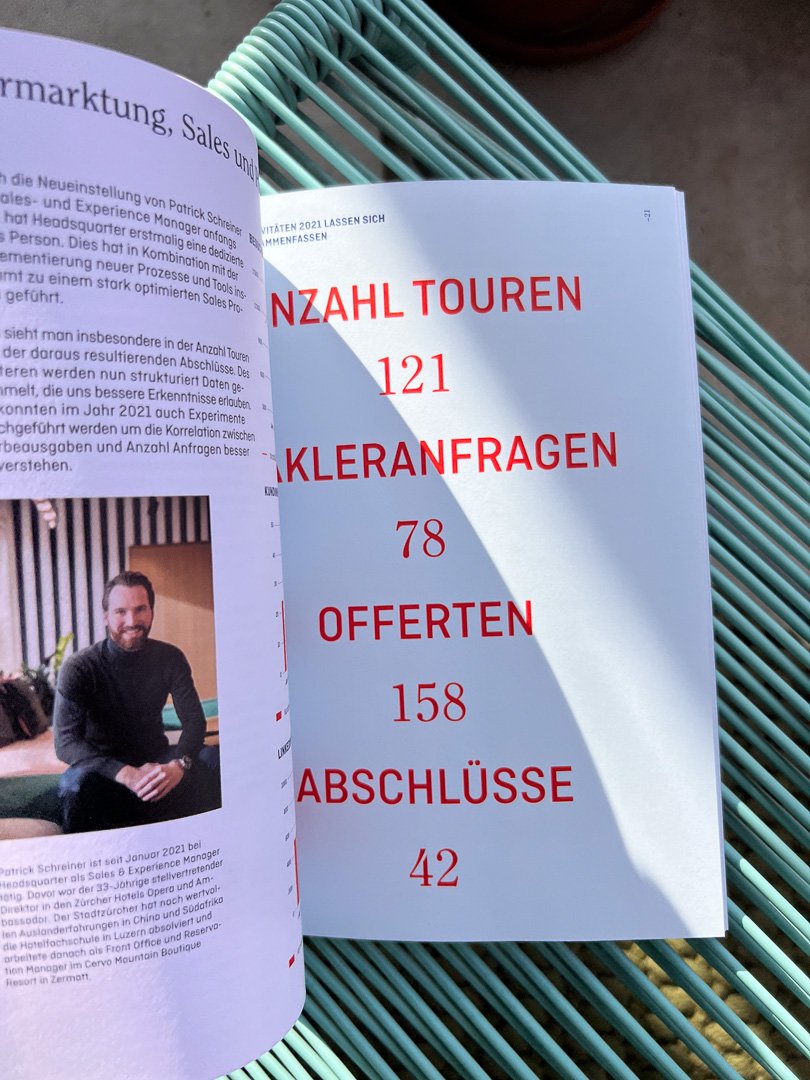 rmarktung, Sales und
h die Neueinstellung von Patrick Schreiner
ales- und Experience Manager anfangs
hat Headsquarter erstmalig eine dedizierte
s Person. Dies hat in Kombination mit der
ementierung neuer Prozesse und Tools ins-
amt zu einem stark optimierten Sales Pro-
geführt.
sieht man insbesondere in der Anzahl Touren
der daraus resultierenden Abschlüsse. Des
teren werden nun strukturiert Daten ge-
mmelt, die uns bessere Erkenntnisse erlauben.
konnten im Jahr 2021 auch Experimente
chgeführt werden um die Korrelation zwischen
rbeausgaben und Anzahl Anfragen besser
verstehen.
Patrick Schreiner ist seit Januar 2021 bei
Headsquarter als Sales & Experience Manager
tätig. Davor war der 33-Jährige stellvertretender
Direktor in den Zürcher Hotels Opera und Am-
bassador. Der Stadtzürcher hat nach wertvol-
len Auslanderfahrungen in China und Südafrika
die Hotelfachschule in Luzern absolviert und
arbeitete danach als Front Office und Reserva-
tion Manager im Cervo Mountain Boutique
Resort in Zermatt.
KUNDEN
LINKED
–21
VITÄTEN 2021 LASSEN SICH
AMMENFASSEN
NZAHL TOUREN
121
AKLERANFRAGEN
78
OFFERTEN
158
ABSCHLÜSSE
42